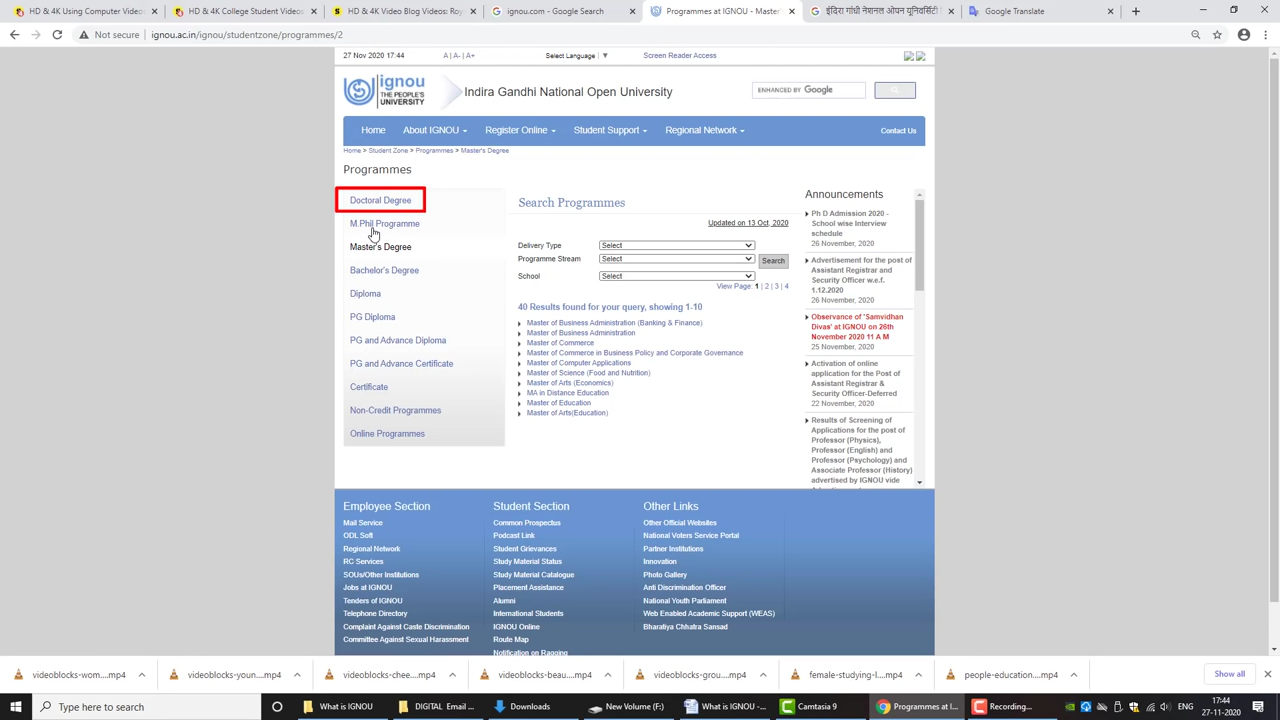 HD & 4K Camp
HD & 4K College Student Videos
Student Videos
Google Translate
Not secure | ignou.ac.in/ignou/studentzone/programmes/2
27 Nov 2020 17:44
A | A- | A+
Select Language | ▼
Screen Reader Access
ignou
THE PEOPLE'S
UNIVERSITY
Indira Gandhi National Open University
ENHANCED BY Google
Home
About IGNOU
Register Online
Student Support
Regional Network
Contact Us
Home > Student Zone > Programmes > Master's Degree
Programmes
Doctoral Degree
M.Phil Programme
Master's Degree
Bachelor's Degree
Diploma
PG Diploma
PG and Advance Diploma
PG and Advance Certificate
Certificate
Non-Credit Programmes
Online Programmes
Search Programmes
Updated on 13 Oct, 2020
Delivery Type Select
Programme Stream Select Search
School Select
View Page: 1 | 2 | 3 | 4
40 Results found for your query, showing 1-10
Master of Business Administration (Banking & Finance)
Master of Business Administration
Master of Commerce
Master of Commerce in Business Policy and Corporate Governance
Master of Computer Applications
Master of Science (Food and Nutrition)
Master of Arts (Economics)
MA in Distance Education
Master of Education
Master of Arts(Education)
Announcements
Ph D Admission 2020 -
School wise Interview
schedule
26 November, 2020
Advertisement for the post of
Assistant Registrar and
Security Officer w.e.f.
1.12.2020
26 November, 2020
Observance of 'Samvidhan
Divas' at IGNOU on 26th
November 2020 11 A M
25 November, 2020
Activation of online
application for the Post of
Assistant Registrar &
Security Officer-Deferred
22 November, 2020
Results of Screening of
Applications for the post of
Professor (Physics),
Professor (English) and
Professor (Psychology) and
Associate Professor (History)
advertised by IGNOU vide
Employee Section
Mail Service
ODL Soft
Regional Network
RC Services
SOUs/Other Institutions
Jobs at IGNOU
Tenders of IGNOU
Telephone Directory
Complaint Against Caste Discrimination
Committee Against Sexual Harassment
Student Section
Common Prospectus
Podcast Link
Student Grievances
Study Material Status
Study Material Catalogue
Placement Assistance
Alumni
International Students
IGNOU Online
Route Map
Notification on Ragging
Other Links
Other Official Websites
National Voters Service Portal
Partner Institutions
Innovation
Photo Gallery
Anti Discrimination Officer
National Youth Parliament
Web Enabled Academic Support (WEAS)
Bharatiya Chhatra Sansad
videoblocks-wom....mp4
videoblocks-youn....mp4
videoblocks-chee....mp4
videoblocks-beau....mp4
videoblocks-grou....mp4
female-studying-l....mp4
people-education....mp4
Show all
Type here to search
What is IGNOU
DIGITAL Email ...
Downloads
New Volume (F:)
What is IGNOU -...
Camtasia 9
Programmes at I...
Recording...
ENG
17:44
27-11-2020